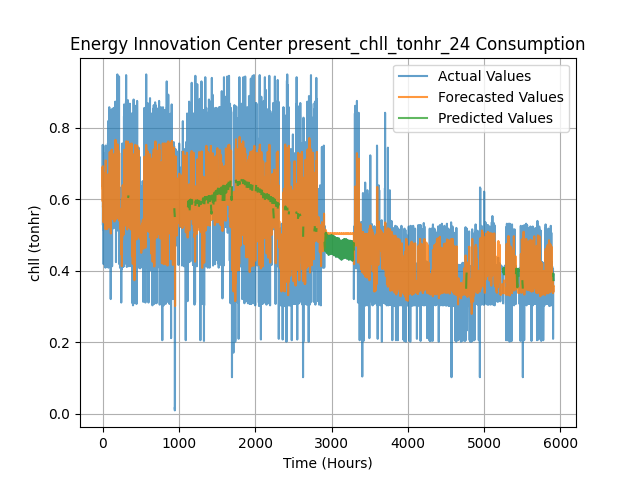 Energy Innovation Center present_chll_tonhr_24 Consumption
Actual Values
Forecasted Values
Predicted Values
chll (tonhr)
0.8
0.6
0.4
0.2
0.0
0 1000 2000 3000 4000 5000 6000
Time (Hours)